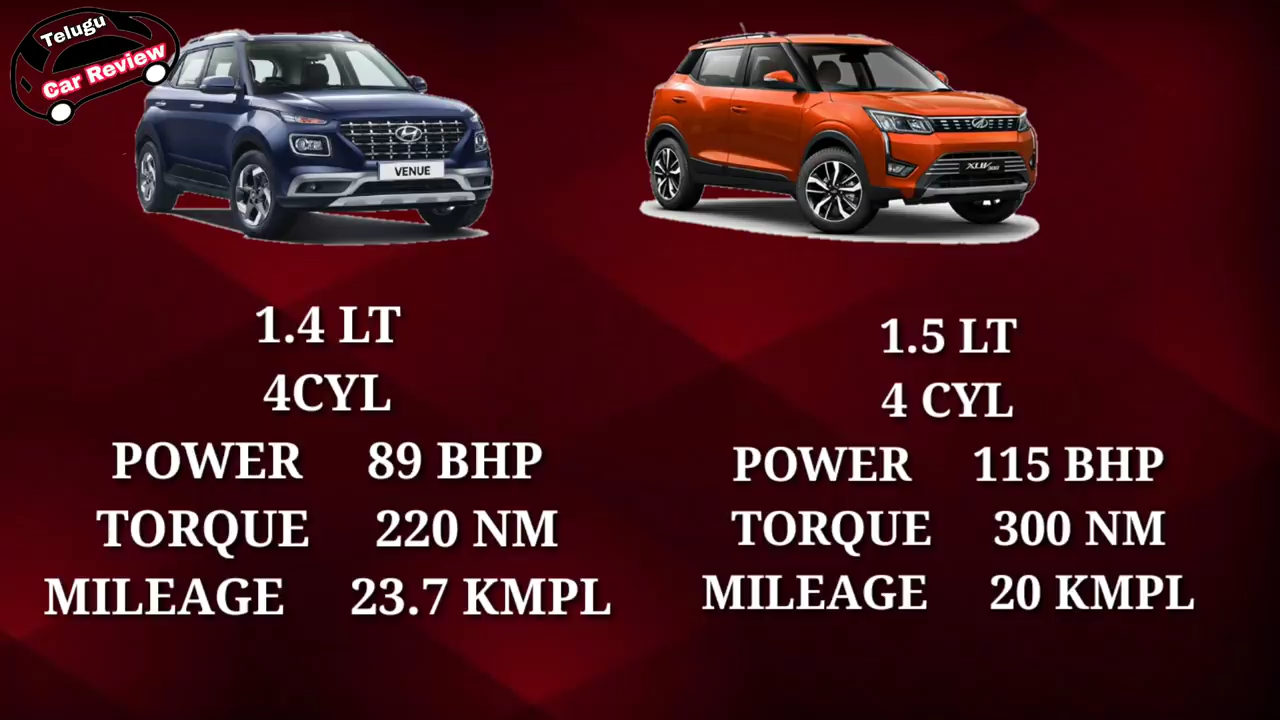 Telugu
Car Review
VENUE
XUV300
1.4 LT
4CYL
POWER 89 BHP
TORQUE 220 NM
MILEAGE 23.7 KMPL
1.5 LT
4 CYL
POWER 115 BHP
TORQUE 300 NM
MILEAGE 20 KMPL